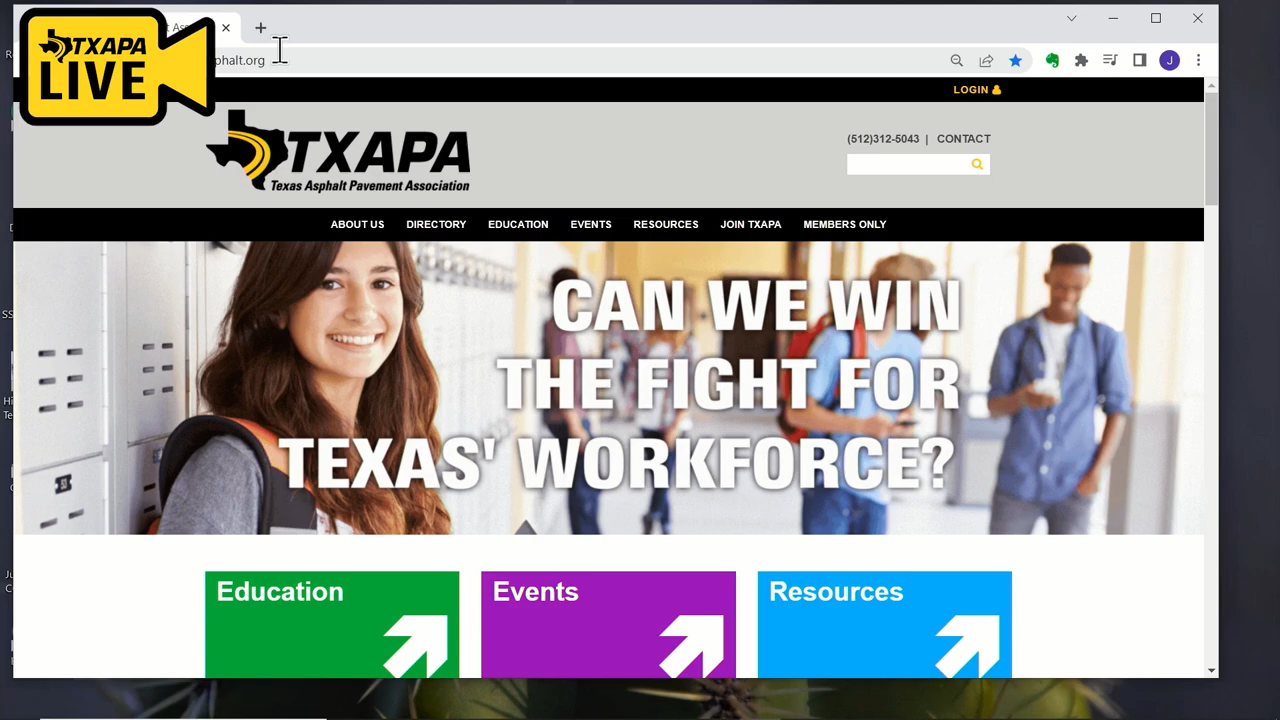 TXAPA
LIVE
phalt.org
LOGIN
TXAPA
Texas Asphalt Pavement Association
(512)312-5043 | CONTACT
ABOUT US DIRECTORY EDUCATION EVENTS RESOURCES JOIN TXAPA MEMBERS ONLY
CAN WE WIN
THE FIGHT FOR
TEXAS' WORKFORCE?
Education Events Resources